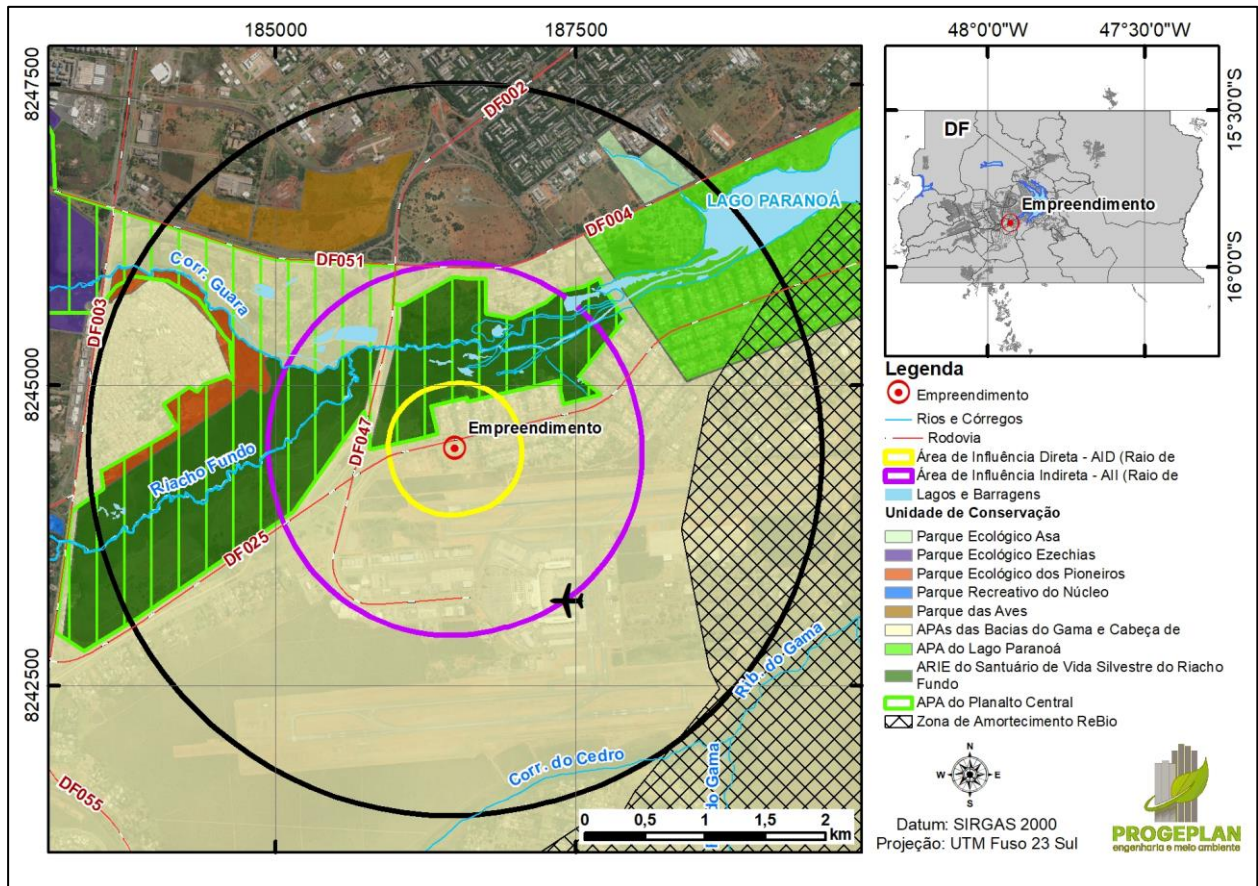 185000
187500
48°0'0"W
47°30'0"W
8247500
8245000
8242500
15°30'0"S
16°0'0"S
DF002
LAGO PARANOÁ
DF004
DF051
Corr. Guara
DF003
DF047
Empreendimento
Riacho Fundo
DF025
Rib. do Gama
Corr. do Cedro
do Gama
DF055
0 0,5 1 1,5 2
km
DF
Empreendimento
Legenda
Empreendimento
Rios e Córregos
Rodovia
Área de Influência Direta - AID (Raio de
Área de Influência Indireta - AII (Raio de
Lagos e Barragens
Unidade de Conservação
Parque Ecológico Asa
Parque Ecológico Ezechias
Parque Ecológico dos Pioneiros
Parque Recreativo do Núcleo
Parque das Aves
APAs das Bacias do Gama e Cabeça de
APA do Lago Paranoá
ARIE do Santuário de Vida Silvestre do Riacho
Fundo
APA do Planalto Central
Zona de Amortecimento ReBio
N
W E
S
Datum: SIRGAS 2000
Projeção: UTM Fuso 23 Sul
PROGEPLAN
engenharia e meio ambiente